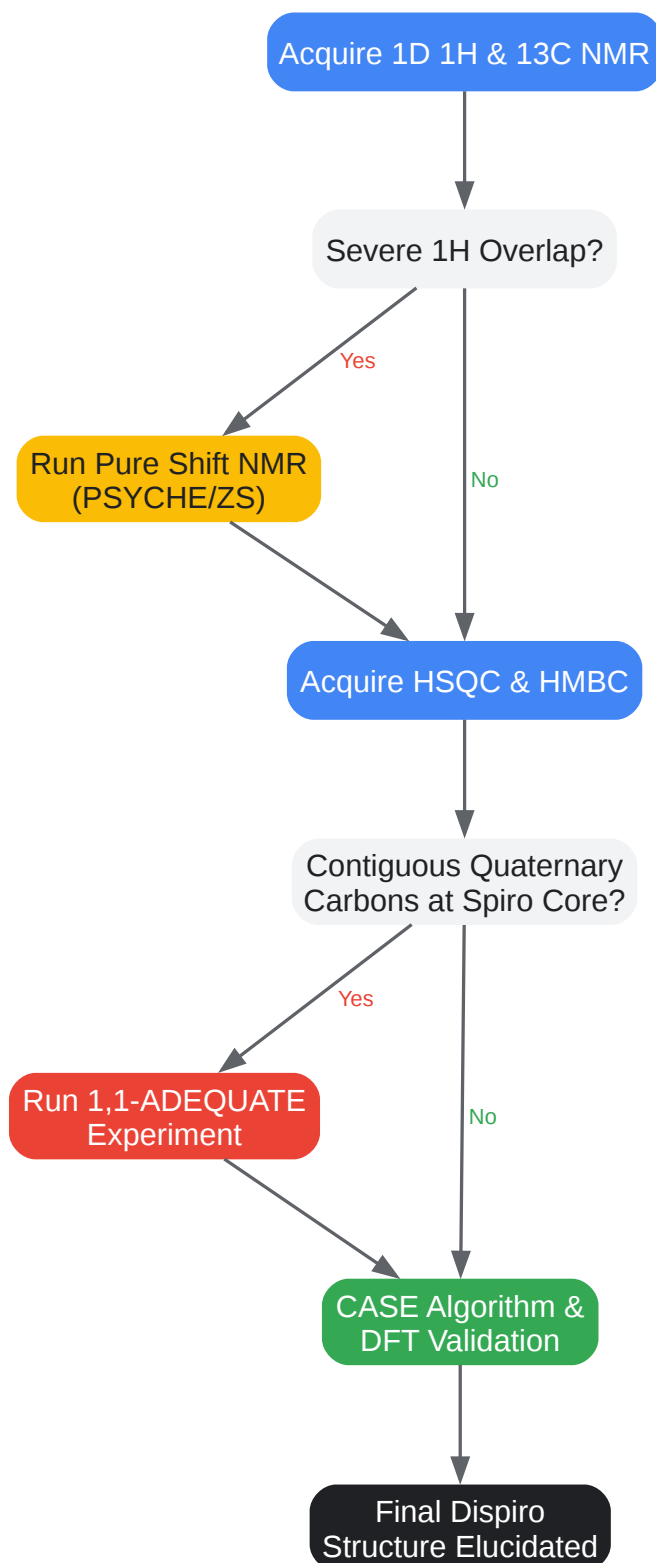 Acquire 1D 1H & 13C NMR
Severe 1H Overlap?
Yes
Run Pure Shift NMR
(PSYCHE/ZS)
No
Acquire HSQC & HMBC
Contiguous Quaternary
Carbons at Spiro Core?
Yes
Run 1,1-ADEQUATE
Experiment
No
CASE Algorithm &
DFT Validation
Final Dispiro
Structure Elucidated